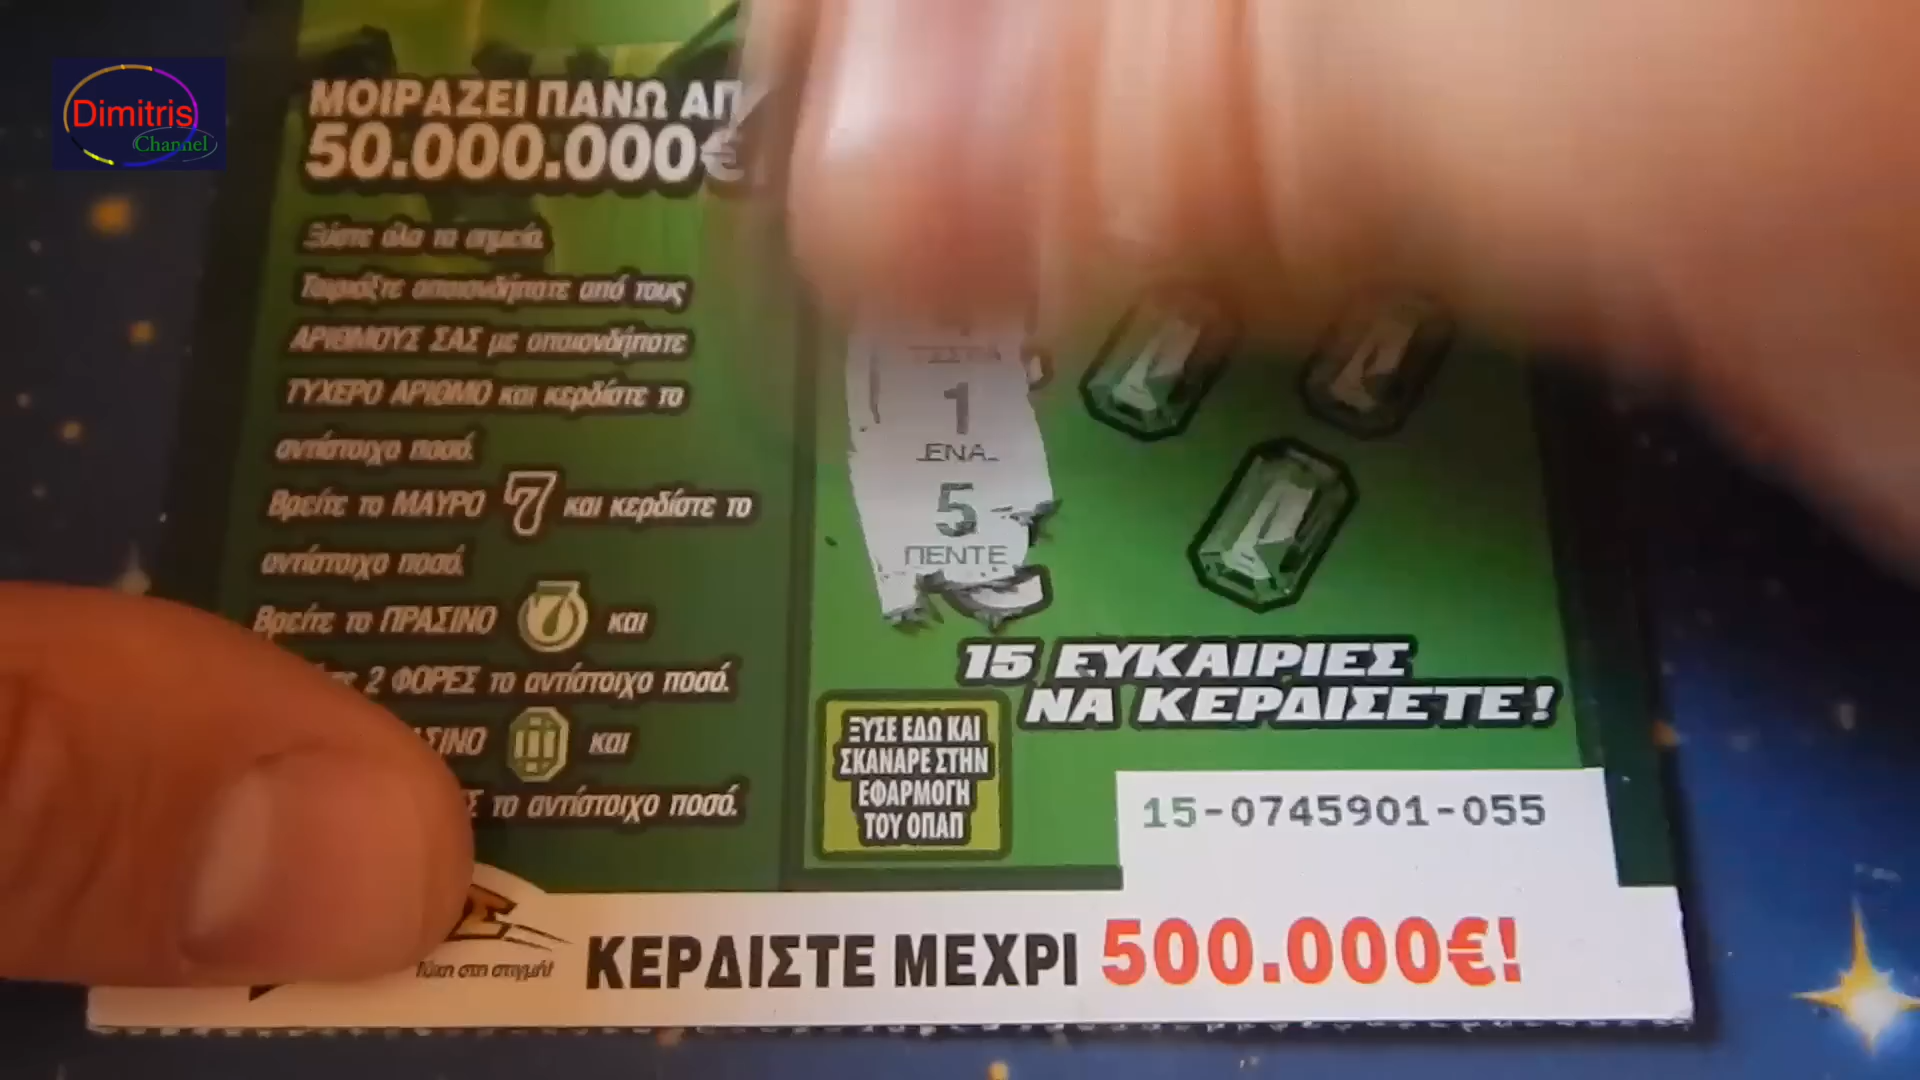 Dimitris
Channel
ΜΟΙΡΑΖΕΙ ΠΑΝΩ ΑΠ
50.000.000€
Ξύστε όλα τα σημεία.
Ταιριάξτε οποιονδήποτε από τους
ΑΡΙΘΜΟΥΣ ΣΑΣ με οποιονδήποτε
ΤΥΧΕΡΟ ΑΡΙΘΜΟ και κερδίστε το
αντίστοιχο ποσό.
Βρείτε το ΜΑΥΡΟ 7 και κερδίστε το
αντίστοιχο ποσό.
Βρείτε το ΠΡΑΣΙΝΟ 7 και
2 ΦΟΡΕΣ το αντίστοιχο ποσό.
και
το αντίστοιχο ποσό.
1
ΕΝΑ
5
ΠΕΝΤΕ
15 ΕΥΚΑΙΡΙΕΣ
ΝΑ ΚΕΡΔΙΣΕΤΕ!
ΞΥΣΕ ΕΔΩ ΚΑΙ
ΣΚΑΝΑΡΕ ΣΤΗΝ
ΕΦΑΡΜΟΓΗ
ΤΟΥ ΟΠΑΠ
15-0745901-055
ΚΕΡΔΙΣΤΕ ΜΕΧΡΙ 500.000€!